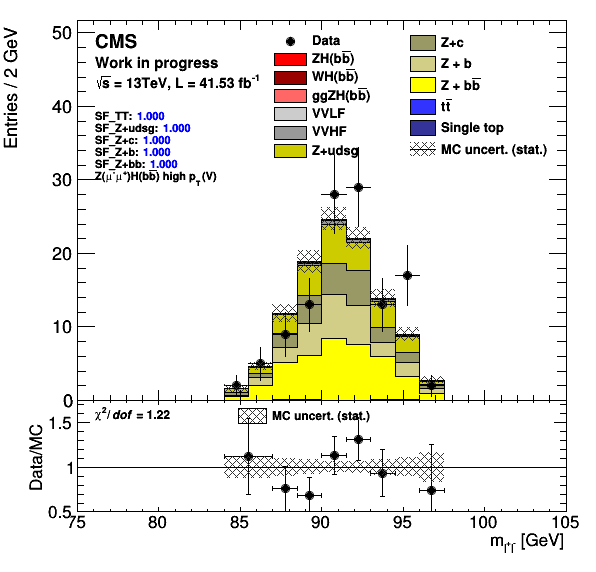 CMS
Work in progress
√s = 13TeV, L = 41.53 fb⁻¹
SF_TT: 1.000
SF_Z+udsg: 1.000
SF_Z+c: 1.000
SF_Z+b: 1.000
SF_Z+bb: 1.000
Z(μ⁻μ⁺)H(bb̅) high p_T (V)
Data
ZH(bb̅)
WH(bb̅)
ggZH(bb̅)
VVLF
VVHF
Z+udsg
Z+c
Z + b
Z + bb̅
tt̅
Single top
MC uncert. (stat.)
Entries / 2 GeV
50
40
30
20
10
0
χ²/dof = 1.22
MC uncert. (stat.)
Data/MC
1.5
1
0.5
75 80 85 90 95 100 105
m_l⁺l⁻ [GeV]